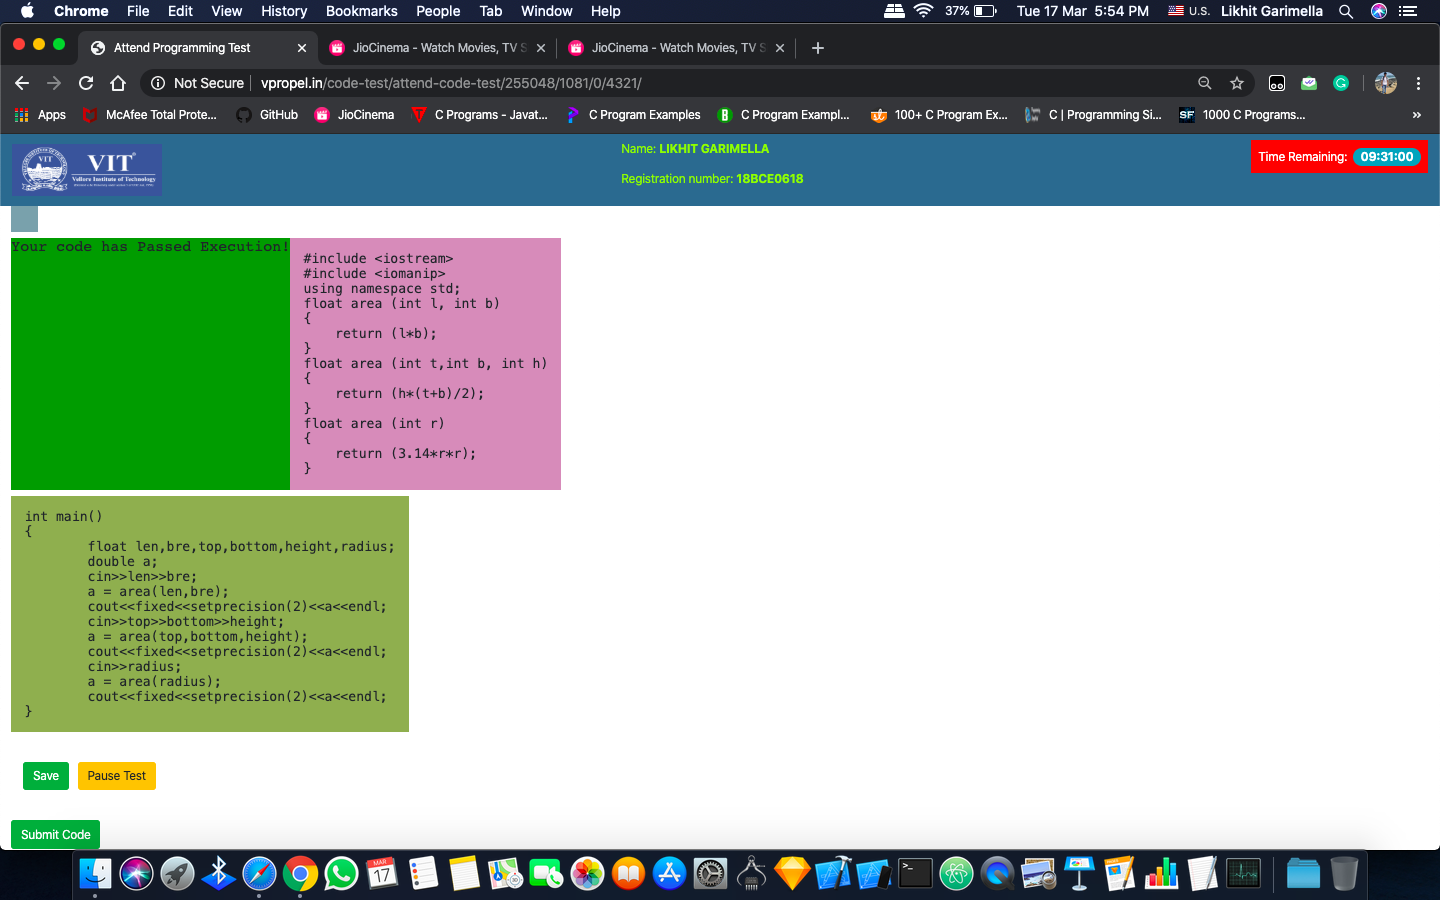 Chrome File Edit View History Bookmarks People Tab Window Help 37% Tue 17 Mar 5:54 PM U.S. Likhit Garimella
Attend Programming Test JioCinema - Watch Movies, TV S JioCinema - Watch Movies, TV S
Not Secure vpropel.in/code-test/attend-code-test/255048/1081/0/4321/
Apps McAfee Total Prote... GitHub JioCinema C Programs - Javat... C Program Examples C Program Exampl... 100+ C Program Ex... C | Programming Si... SF 1000 C Programs... »
VIT
VIT
Vellore Institute of Technology
Name: LIKHIT GARIMELLA
Registration number: 18BCE0618
Time Remaining: 09:31:00
Your code has Passed Execution!
#include <iostream>
#include <iomanip>
using namespace std;
float area (int l, int b)
{
return (l*b);
}
float area (int t,int b, int h)
{
return (h*(t+b)/2);
}
float area (int r)
{
return (3.14*r*r);
}
int main()
{
float len,bre,top,bottom,height,radius;
double a;
cin>>len>>bre;
a = area(len,bre);
cout<<fixed<<setprecision(2)<<a<<endl;
cin>>top>>bottom>>height;
a = area(top,bottom,height);
cout<<fixed<<setprecision(2)<<a<<endl;
cin>>radius;
a = area(radius);
cout<<fixed<<setprecision(2)<<a<<endl;
}
Save Pause Test
Submit Code
MAR
17